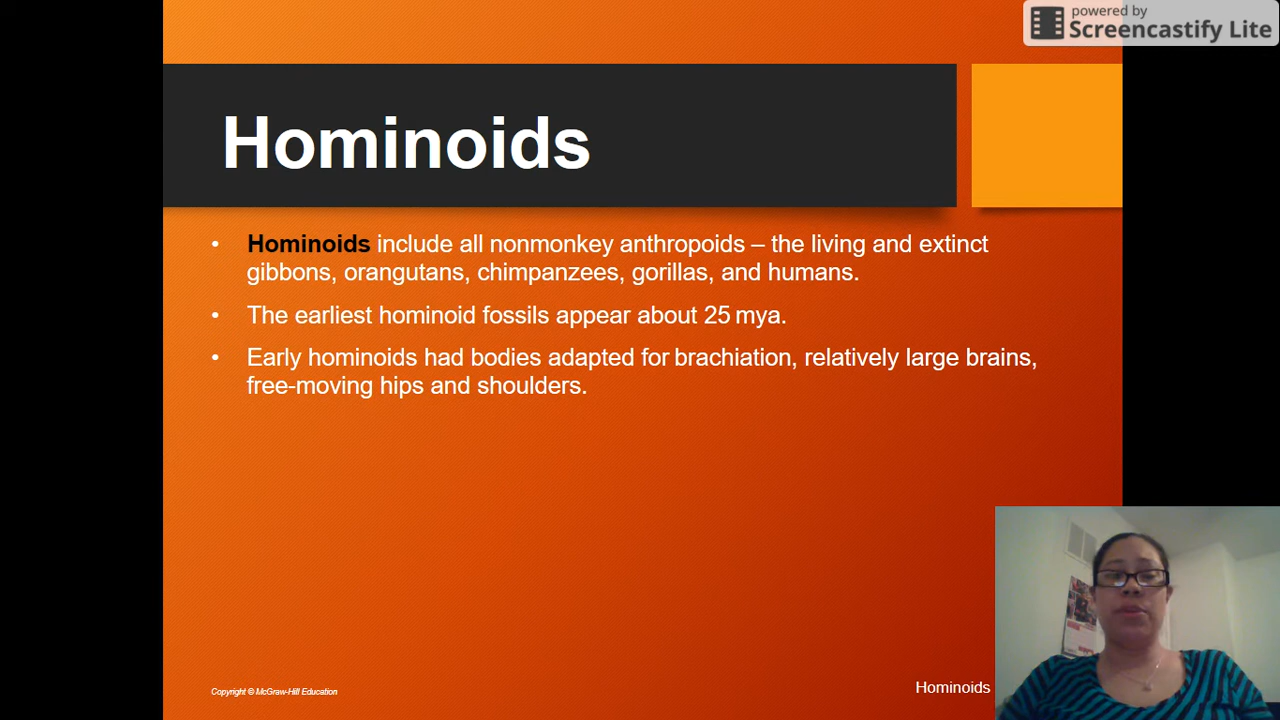 powered by
Screencastify Lite
Hominoids
• Hominoids include all nonmonkey anthropoids – the living and extinct
gibbons, orangutans, chimpanzees, gorillas, and humans.
• The earliest hominoid fossils appear about 25 mya.
• Early hominoids had bodies adapted for brachiation, relatively large brains,
free-moving hips and shoulders.
Copyright © McGraw-Hill Education
Hominoids